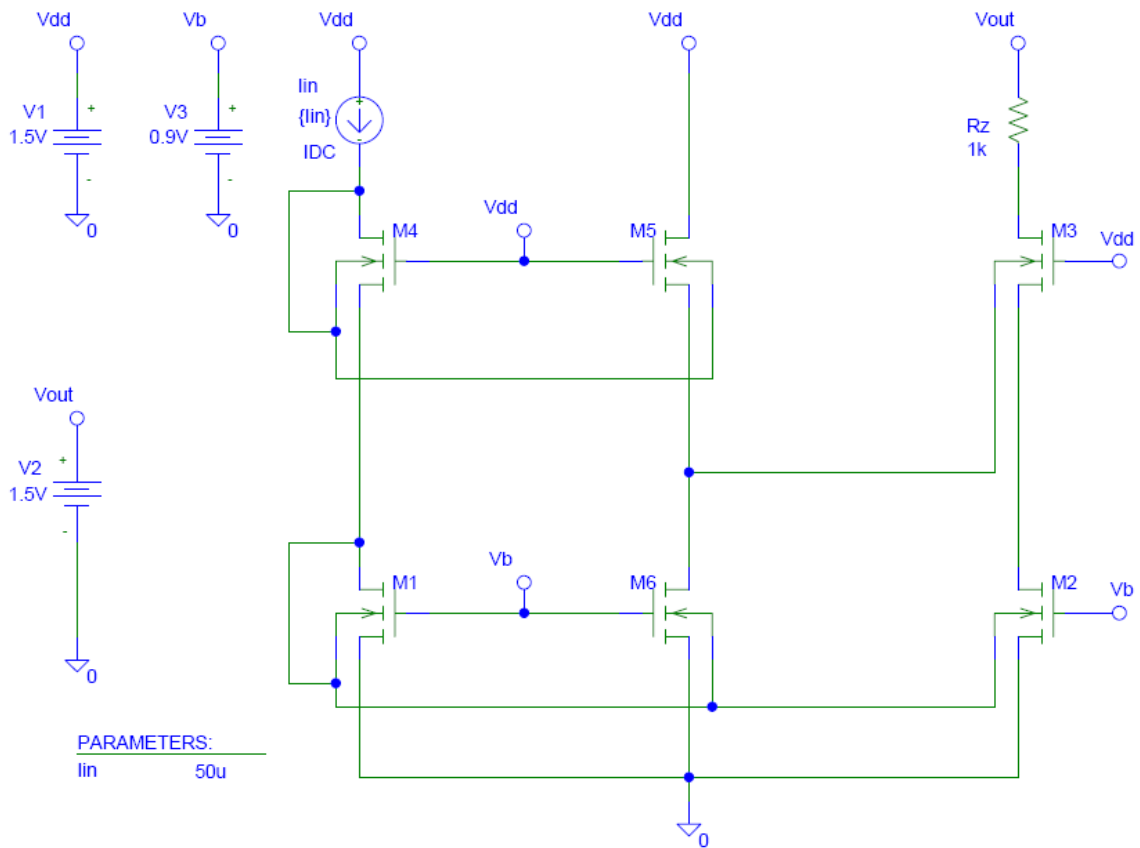 Vdd
Vb
Vdd
Vdd
Vout
V1
1.5V
+
-
0
V3
0.9V
+
-
0
Iin
{Iin}
IDC
+
-
Rz
1k
M4
Vdd
M5
M3
Vdd
Vout
V2
1.5V
+
-
0
M1
Vb
M6
M2
Vb
PARAMETERS:
Iin 50u
0